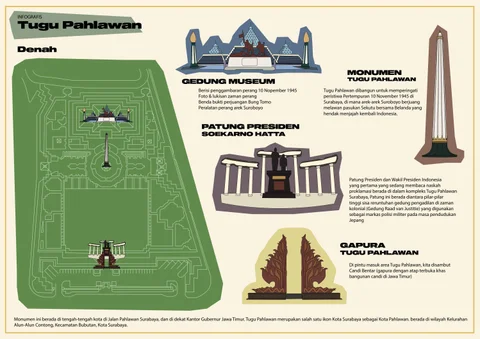 INFOGRAFIS
Tugu Pahlawan
Denah
GEDUNG MUSEUM
Berisi penggambaran perang 10 Nopember 1945
Foto & lukisan zaman perang
Benda bukti perjuangan Bung Tomo
Peralatan perang arek Suroboyo
MONUMEN
TUGU PAHLAWAN
Tugu Pahlawan dibangun untuk memperingati
peristiwa Pertempuran 10 November 1945 di
Surabaya, di mana arek-arek Suroboyo berjuang
melawan pasukan Sekutu bersama Belanda yang
hendak menjajah kembali Indonesia.
PATUNG PRESIDEN
SOEKARNO HATTA
Patung Presiden dan Wakil Presiden Indonesia
yang pertama yang sedang membaca naskah
proklamasi berada di dalam kompleks Tugu Pahlawan
Surabaya, Patung ini berada diantara pilar-pilar
tinggi sisa reruntuhan gedung pengadilan di zaman
kolonial (Gedung Raad van Justitie) yang digunakan
sebagai markas polisi militer pada masa pendudukan
Jepang
GAPURA
TUGU PAHLAWAN
Di pintu masuk area Tugu Pahlawan, kita disambut
Candi Bentar (gapura dengan atap terbuka khas
bangunan candi di Jawa Timur)
Monumen ini berada di tengah-tengah kota di Jalan Pahlawan Surabaya, dan di dekat Kantor Gubernur Jawa Timur. Tugu Pahlawan merupakan salah satu ikon Kota Surabaya sebagai Kota Pahlawan. berada di wilayah Kelurahan
Alun-Alun Contong, Kecamatan Bubutan, Kota Surabaya.